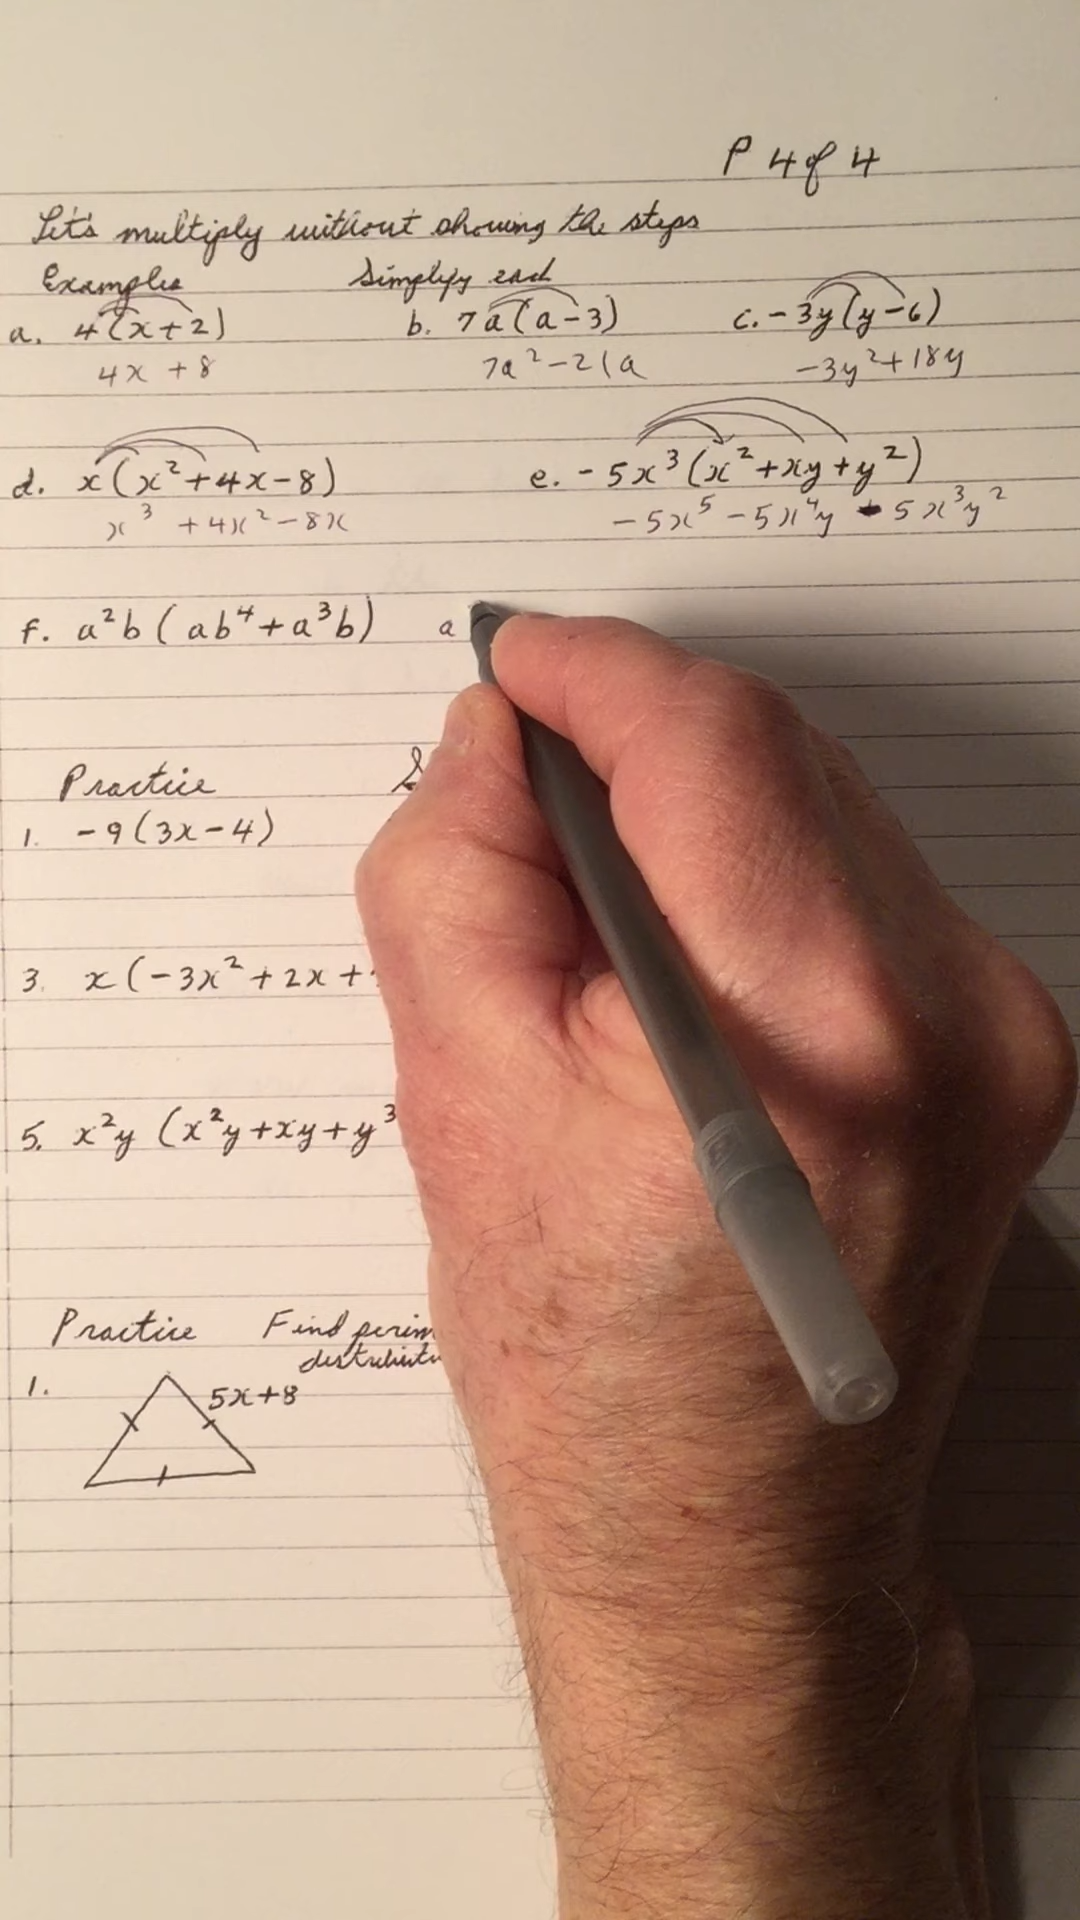 P 4 of 4
Let's multiply without showing the steps
Examples Simplify each
a. 4(x+2) b. 7a(a-3) c. -3y(y-6)
4x +8 7a²-21a -3y²+18y
d. x(x²+4x-8) e. -5x³(x²+xy+y²)
x³ +4x²-8x -5x⁵ -5x⁴y - 5x³y²
f. a²b(ab⁴+a³b) a
Practice
1. -9(3x-4)
3. x(-3x²+2x+
5. x²y(x²y+xy+y³
Practice Find perim
distributi
1. 5x+8